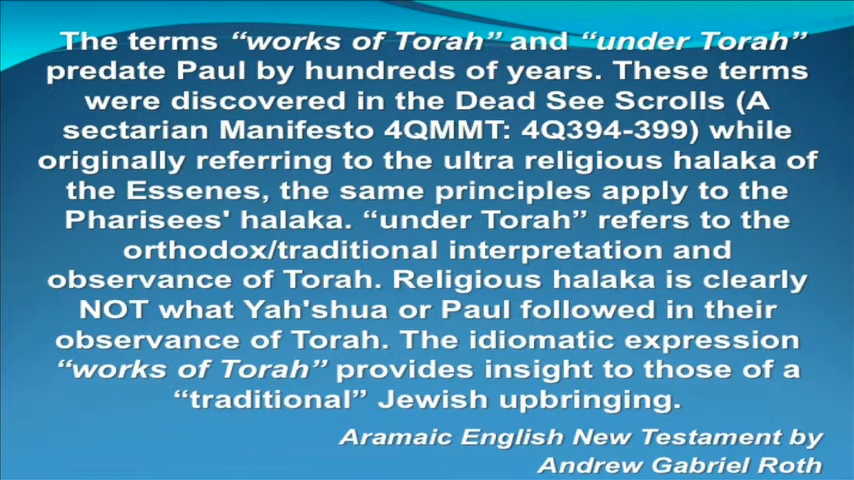 The terms “works of Torah” and “under Torah”
predate Paul by hundreds of years. These terms
were discovered in the Dead See Scrolls (A
sectarian Manifesto 4QMMT: 4Q394-399) while
originally referring to the ultra religious halaka of
the Essenes, the same principles apply to the
Pharisees' halaka. “under Torah” refers to the
orthodox/traditional interpretation and
observance of Torah. Religious halaka is clearly
NOT what Yah'shua or Paul followed in their
observance of Torah. The idiomatic expression
“works of Torah” provides insight to those of a
“traditional” Jewish upbringing.
Aramaic English New Testament by
Andrew Gabriel Roth